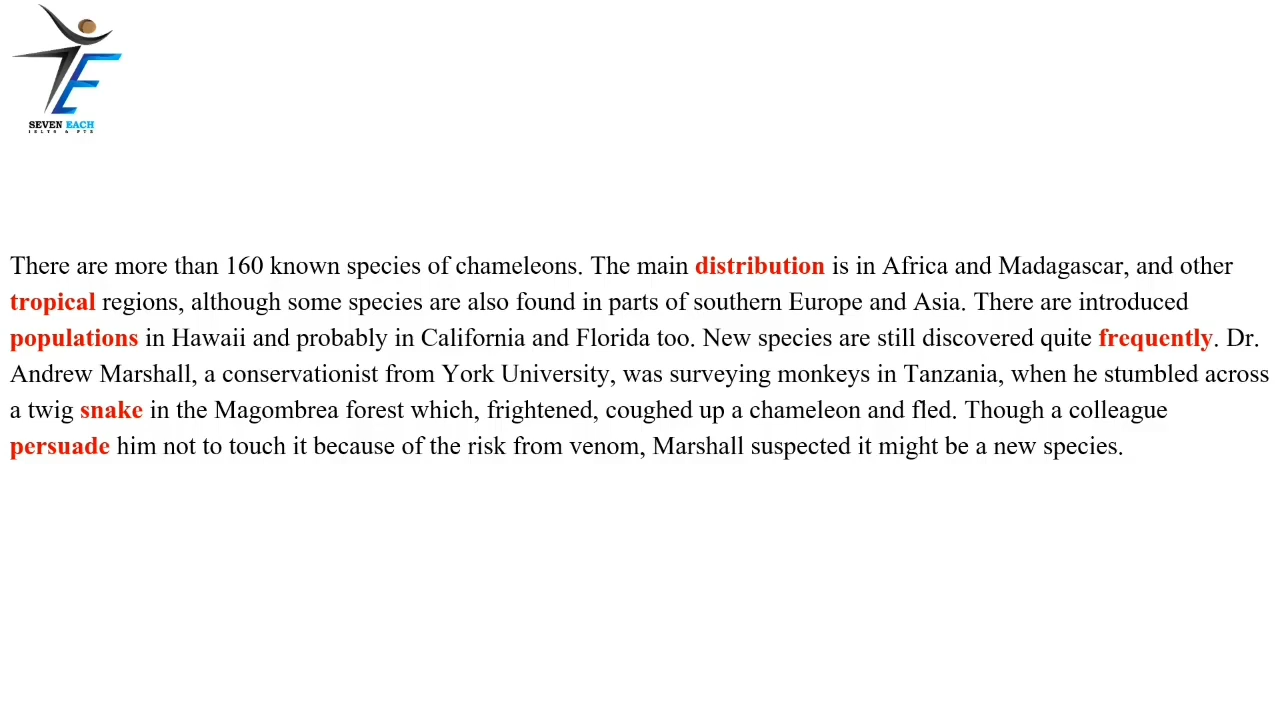 SEVEN EACH
IELTS & PTE
There are more than 160 known species of chameleons. The main distribution is in Africa and Madagascar, and other
tropical regions, although some species are also found in parts of southern Europe and Asia. There are introduced
populations in Hawaii and probably in California and Florida too. New species are still discovered quite frequently. Dr.
Andrew Marshall, a conservationist from York University, was surveying monkeys in Tanzania, when he stumbled across
a twig snake in the Magombrea forest which, frightened, coughed up a chameleon and fled. Though a colleague
persuade him not to touch it because of the risk from venom, Marshall suspected it might be a new species.